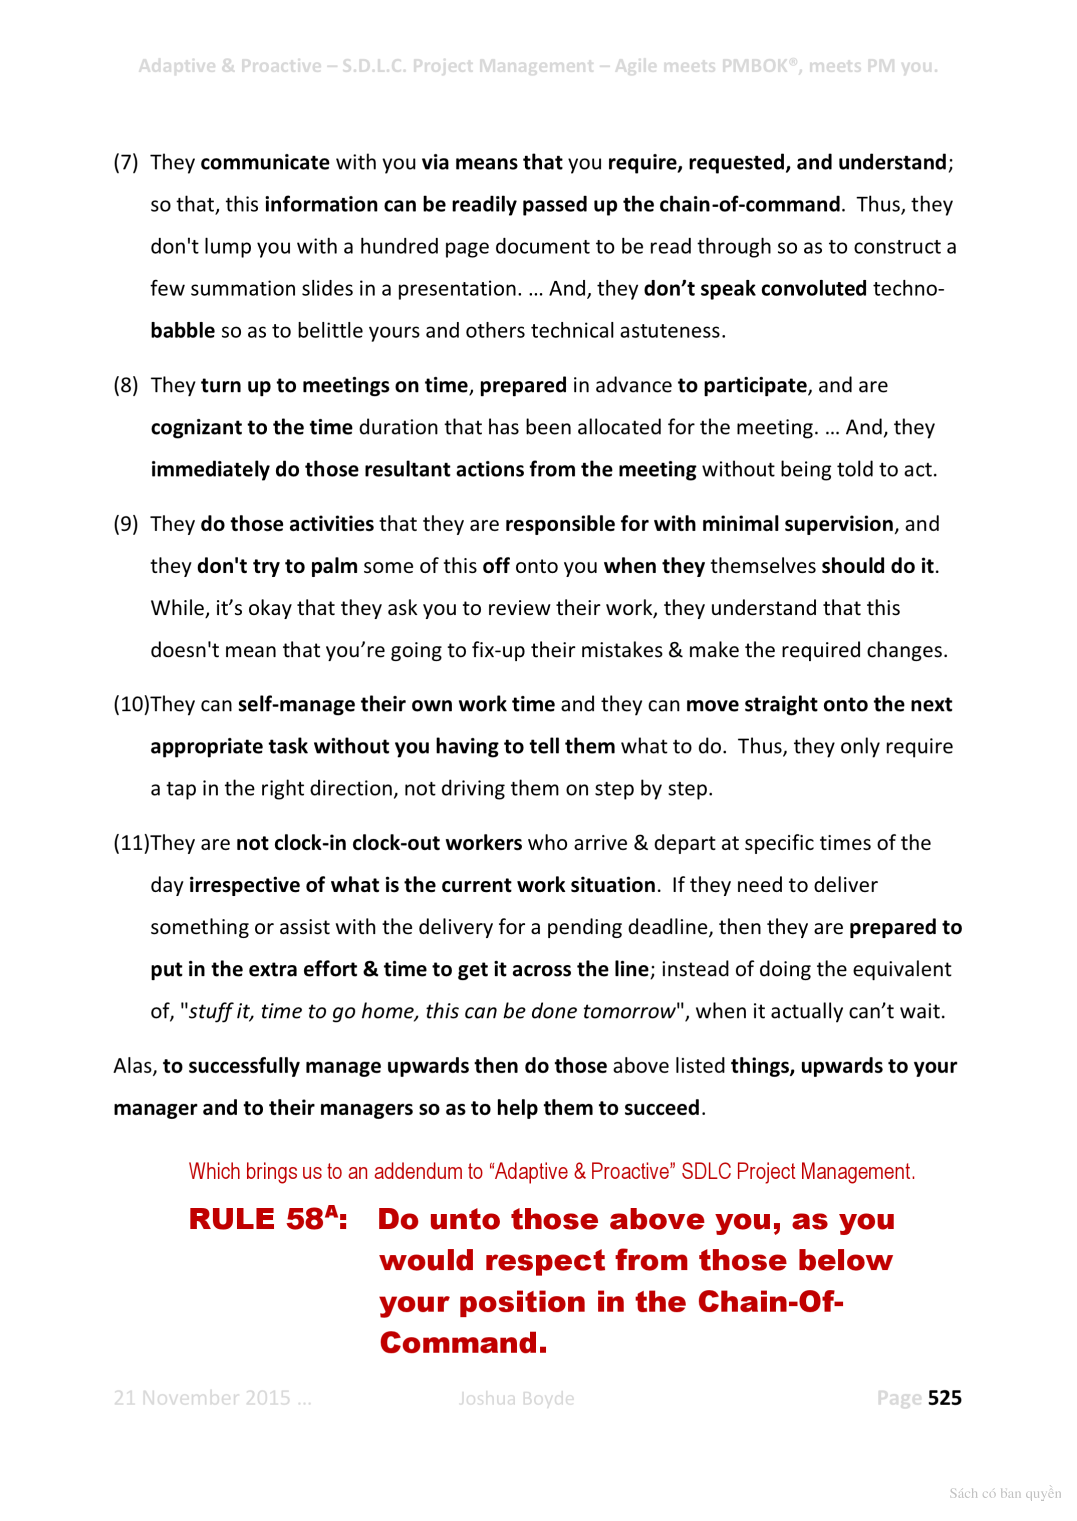 Adaptive & Proactive – S.D.L.C. Project Management – Agile meets PMBOK®, meets PM you.
(7) They communicate with you via means that you require, requested, and understand;
so that, this information can be readily passed up the chain-of-command. Thus, they
don't lump you with a hundred page document to be read through so as to construct a
few summation slides in a presentation. … And, they don’t speak convoluted techno-
babble so as to belittle yours and others technical astuteness.
(8) They turn up to meetings on time, prepared in advance to participate, and are
cognizant to the time duration that has been allocated for the meeting. … And, they
immediately do those resultant actions from the meeting without being told to act.
(9) They do those activities that they are responsible for with minimal supervision, and
they don't try to palm some of this off onto you when they themselves should do it.
While, it’s okay that they ask you to review their work, they understand that this
doesn't mean that you’re going to fix-up their mistakes & make the required changes.
(10)They can self-manage their own work time and they can move straight onto the next
appropriate task without you having to tell them what to do. Thus, they only require
a tap in the right direction, not driving them on step by step.
(11)They are not clock-in clock-out workers who arrive & depart at specific times of the
day irrespective of what is the current work situation. If they need to deliver
something or assist with the delivery for a pending deadline, then they are prepared to
put in the extra effort & time to get it across the line; instead of doing the equivalent
of, "stuff it, time to go home, this can be done tomorrow", when it actually can’t wait.
Alas, to successfully manage upwards then do those above listed things, upwards to your
manager and to their managers so as to help them to succeed.
Which brings us to an addendum to “Adaptive & Proactive” SDLC Project Management.
RULE 58A: Do unto those above you, as you
would respect from those below
your position in the Chain-Of-
Command.
21 November 2015 … Joshua Boyde Page 525
Sách có bản quyền